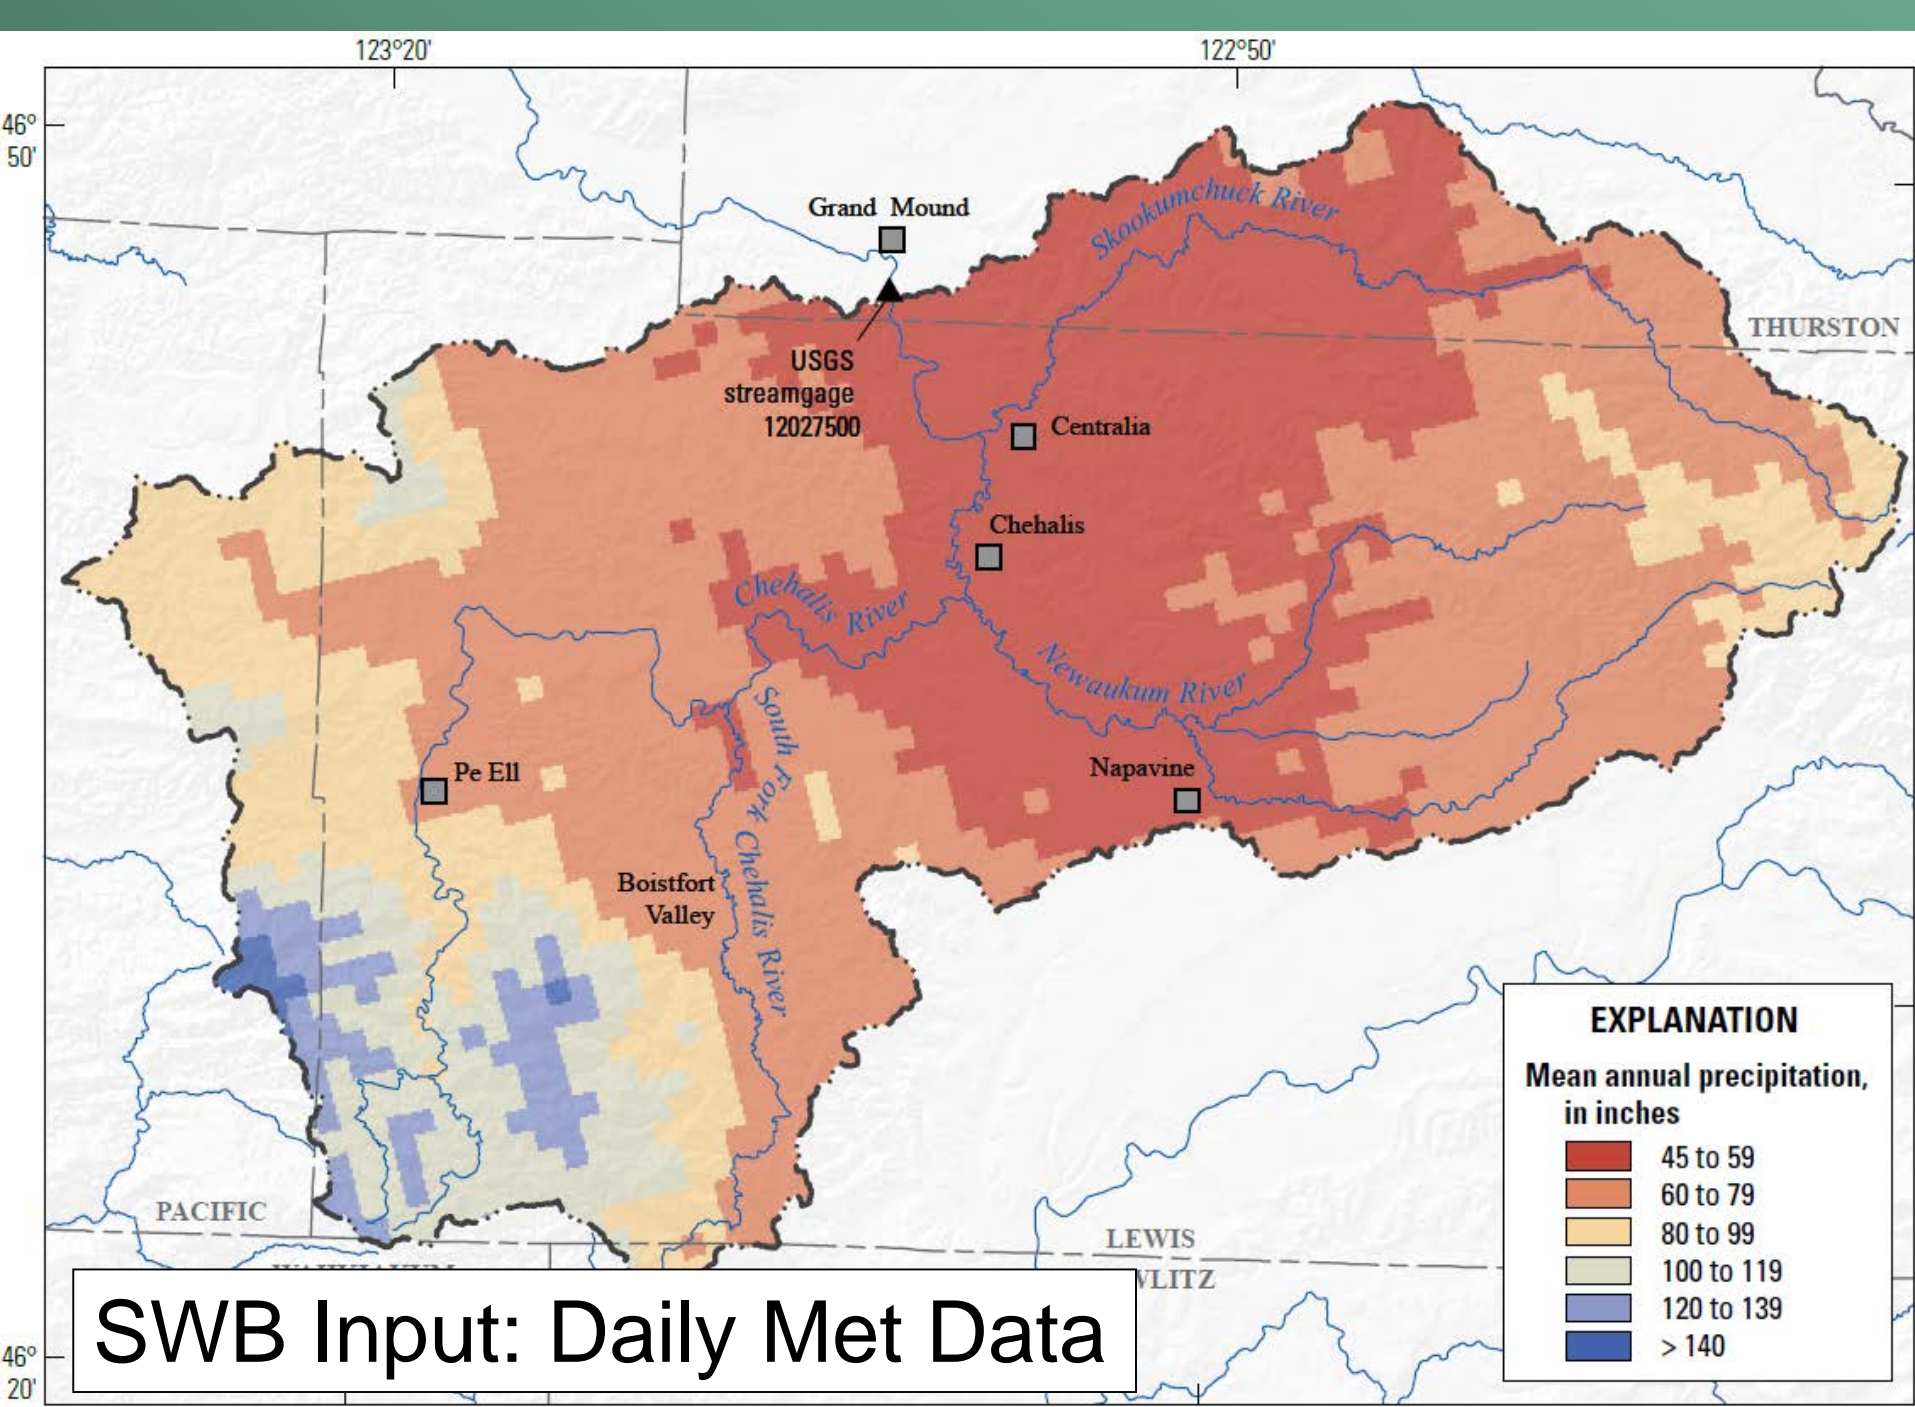 123°20'
122°50'
46°
50'
Grand Mound
Skookumchuck River
THURSTON
USGS
streamgage
12027500
Centralia
Chehalis
Chehalis River
Newaukum River
South Fork Chehalis River
Pe Ell
Napavine
Boistfort
Valley
EXPLANATION
Mean annual precipitation,
in inches
45 to 59
60 to 79
80 to 99
100 to 119
120 to 139
> 140
PACIFIC
LEWIS
SWB Input: Daily Met Data
46°
20'